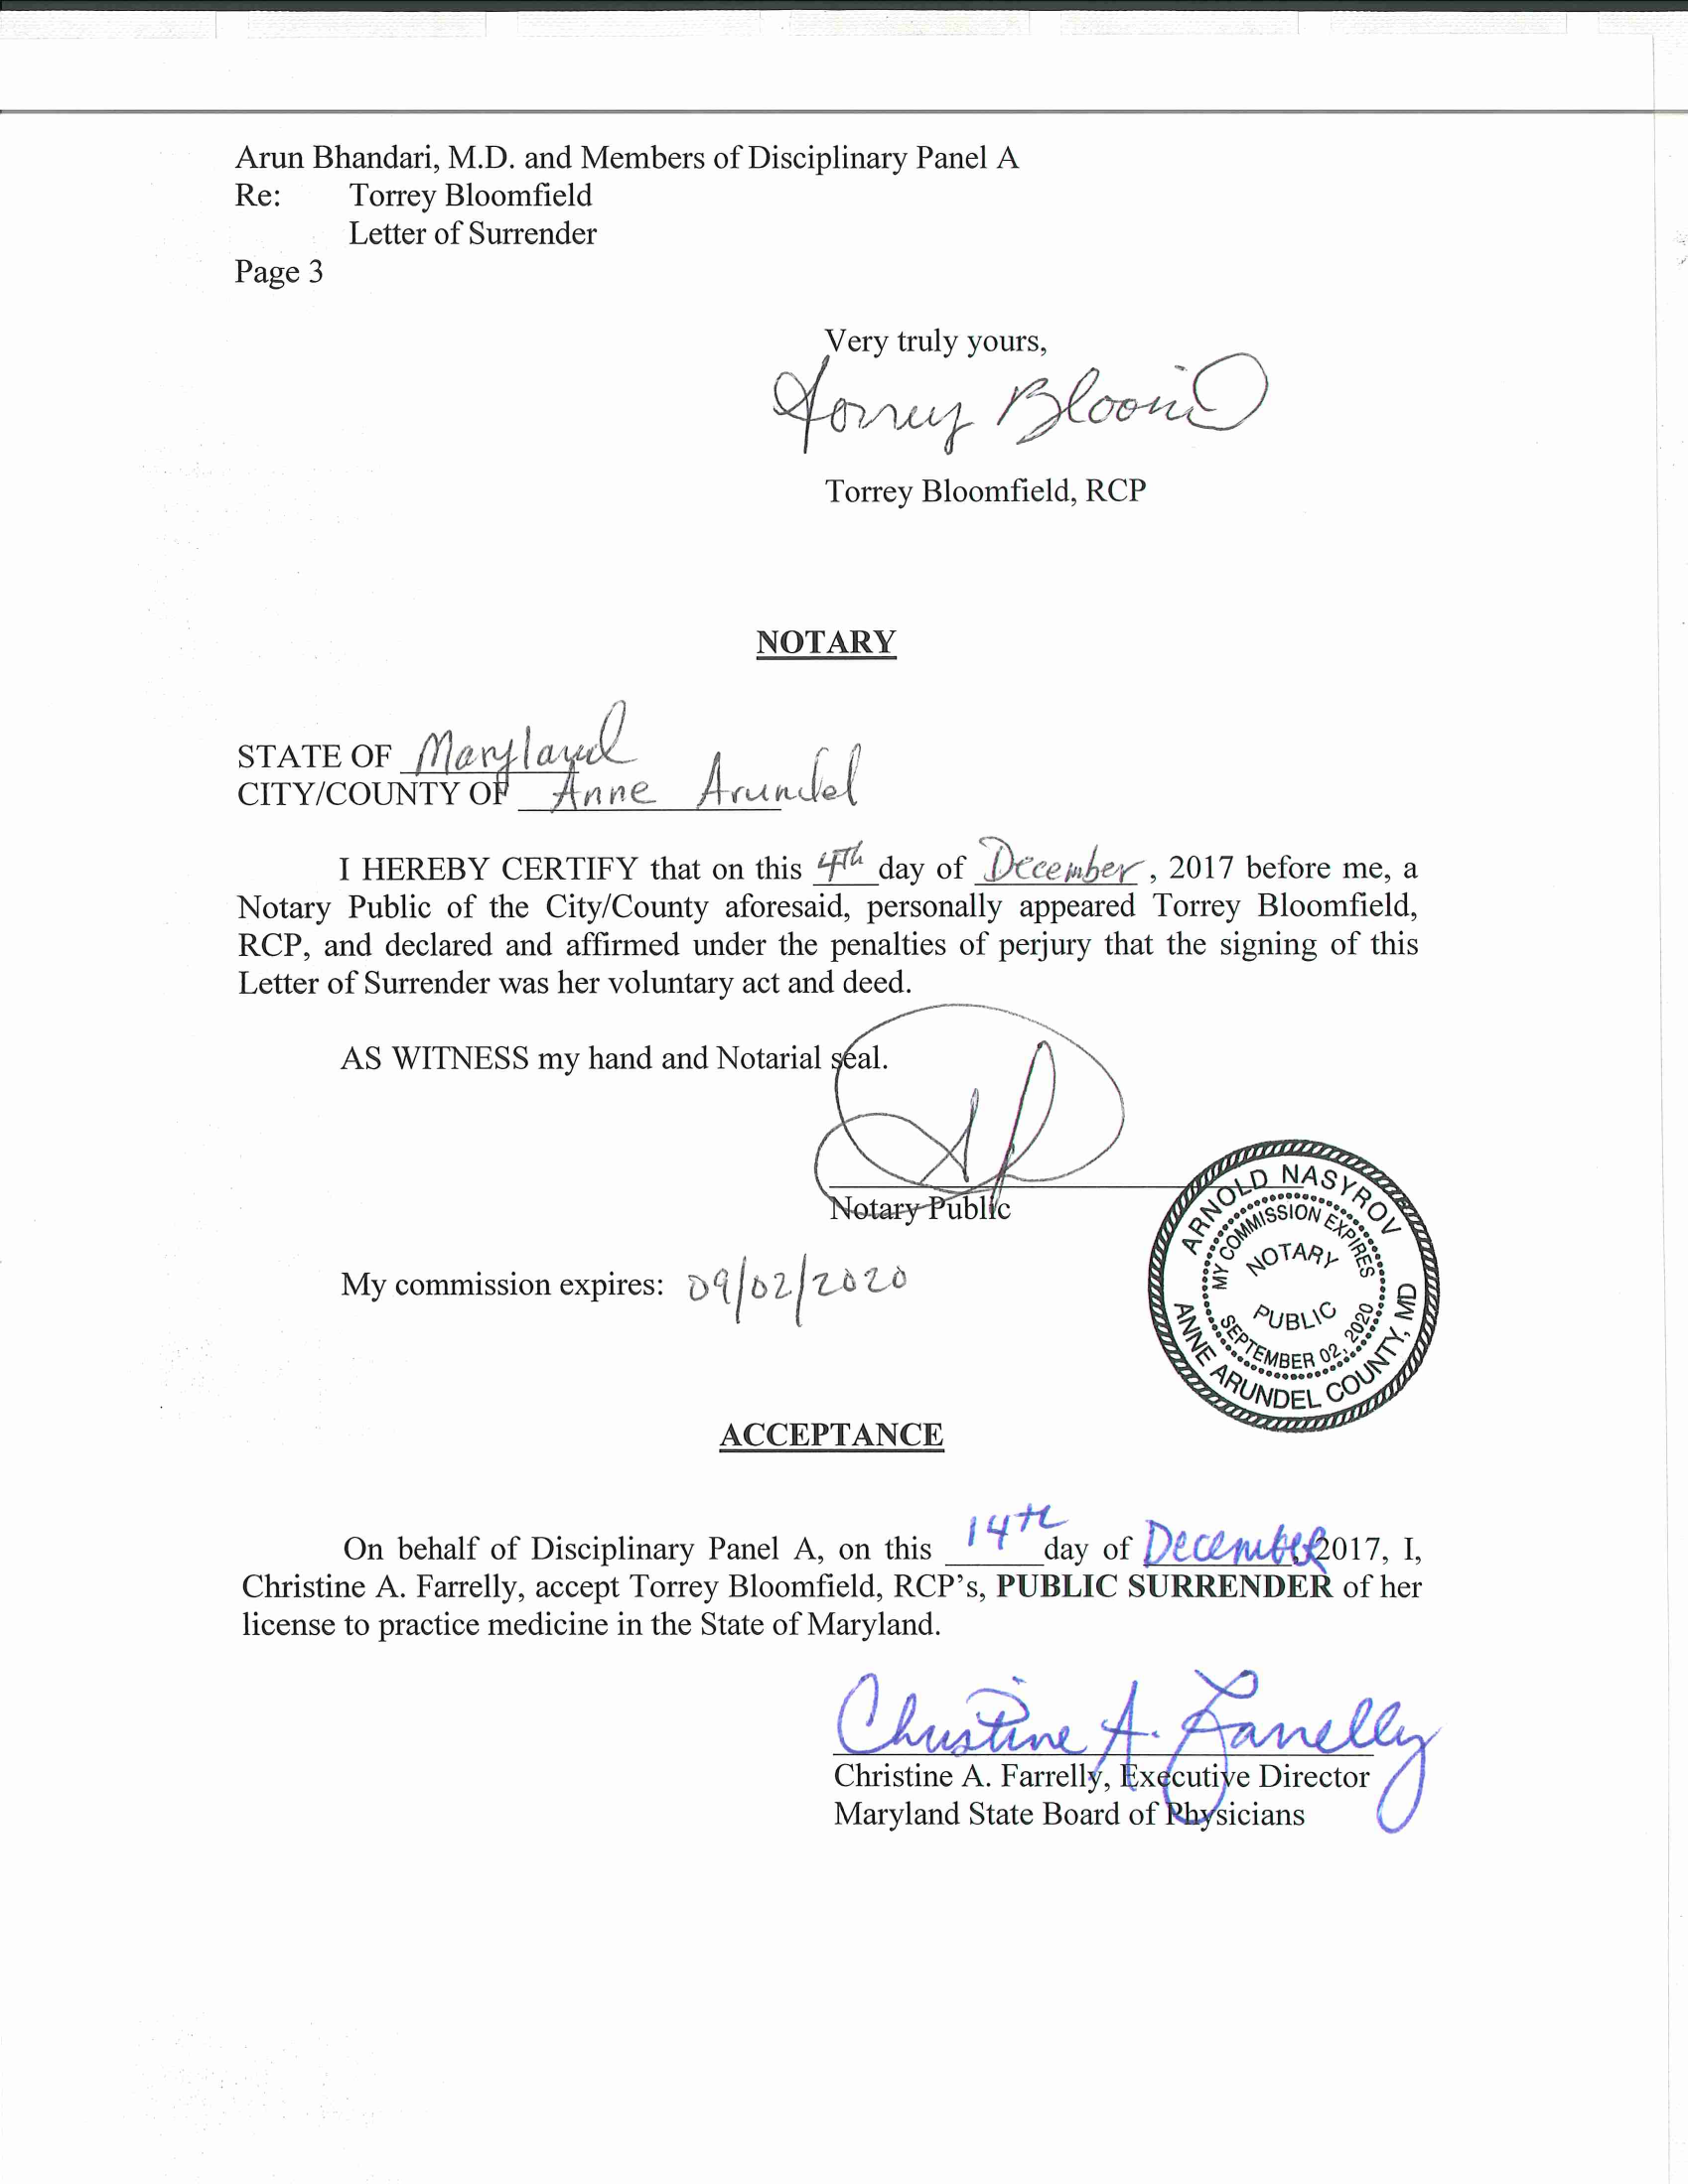 Arun Bhandari, M.D. and Members of Disciplinary Panel A
Re: Torrey Bloomfield
Letter of Surrender
Page 3
Very truly yours,
Torrey Bloom
Torrey Bloomfield, RCP
NOTARY
STATE OF Maryland
CITY/COUNTY OF Anne Arundel
I HEREBY CERTIFY that on this 4Th day of December, 2017 before me, a
Notary Public of the City/County aforesaid, personally appeared Torrey Bloomfield,
RCP, and declared and affirmed under the penalties of perjury that the signing of this
Letter of Surrender was her voluntary act and deed.
AS WITNESS my hand and Notarial seal.
Notary Public
ARNOLD NASYROV
MY COMMISSION EXPIRES
NOTARY
PUBLIC
SEPTEMBER 02, 2020
ANNE ARUNDEL COUNTY, MD
My commission expires: 09/02/2020
ACCEPTANCE
On behalf of Disciplinary Panel A, on this 14th day of December, 2017, I,
Christine A. Farrelly, accept Torrey Bloomfield, RCP's, PUBLIC SURRENDER of her
license to practice medicine in the State of Maryland.
Christine A. Farrelly
Christine A. Farrelly, Executive Director
Maryland State Board of Physicians